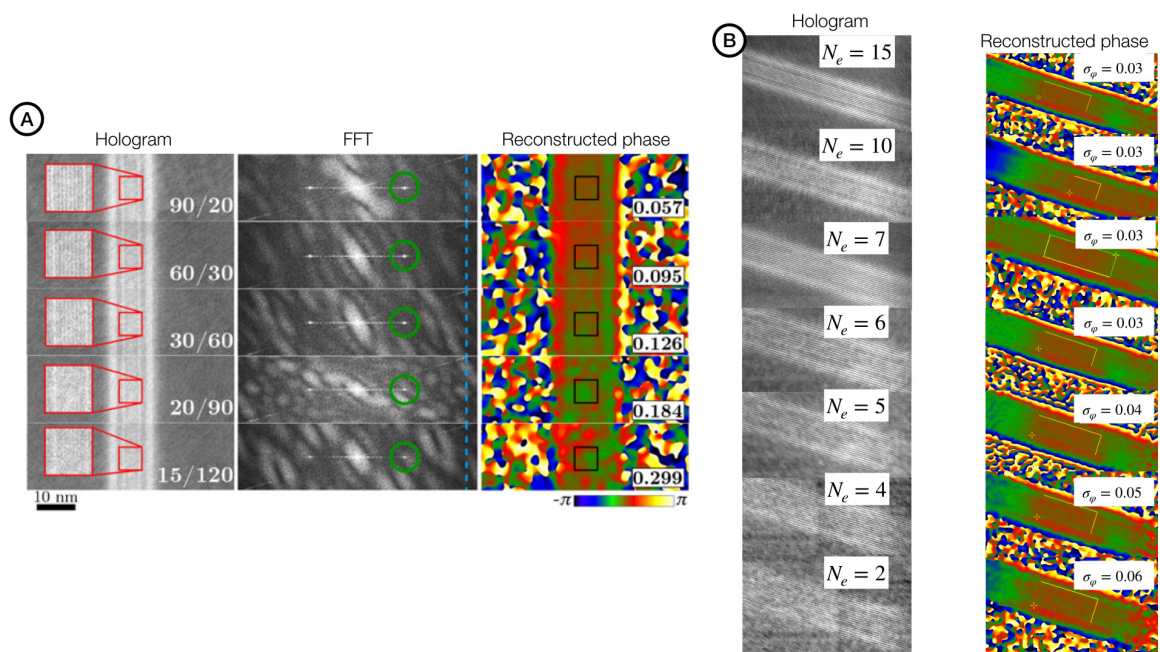 A
Hologram
FFT
Reconstructed phase
90/20
0.057
60/30
0.095
30/60
0.126
20/90
0.184
15/120
0.299
10 nm
-π
π
B
Hologram
Reconstructed phase
N_e = 15
σ_φ = 0.03
N_e = 10
σ_φ = 0.03
N_e = 7
σ_φ = 0.03
N_e = 6
σ_φ = 0.03
N_e = 5
σ_φ = 0.04
N_e = 4
σ_φ = 0.05
N_e = 2
σ_φ = 0.06